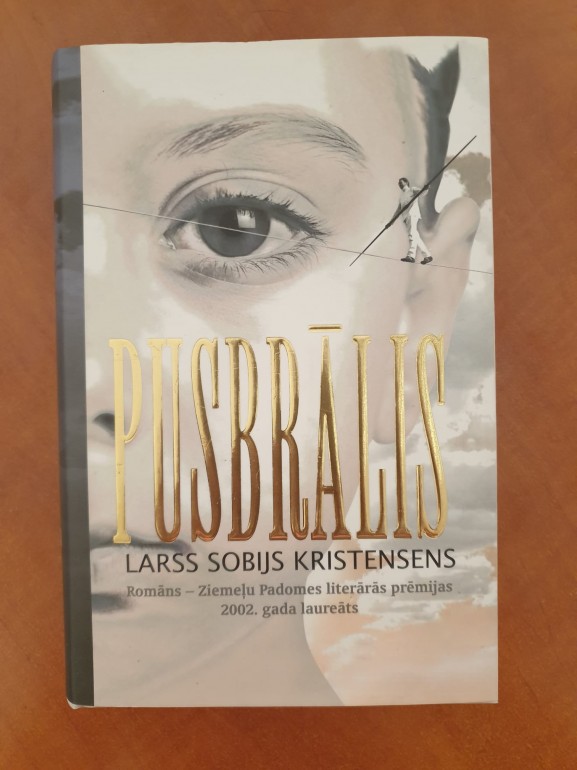 PUSBRĀLIS
LARSS SOBIJS KRISTENSENS
Romāns – Ziemeļu Padomes literārās prēmijas
2002. gada laureāts